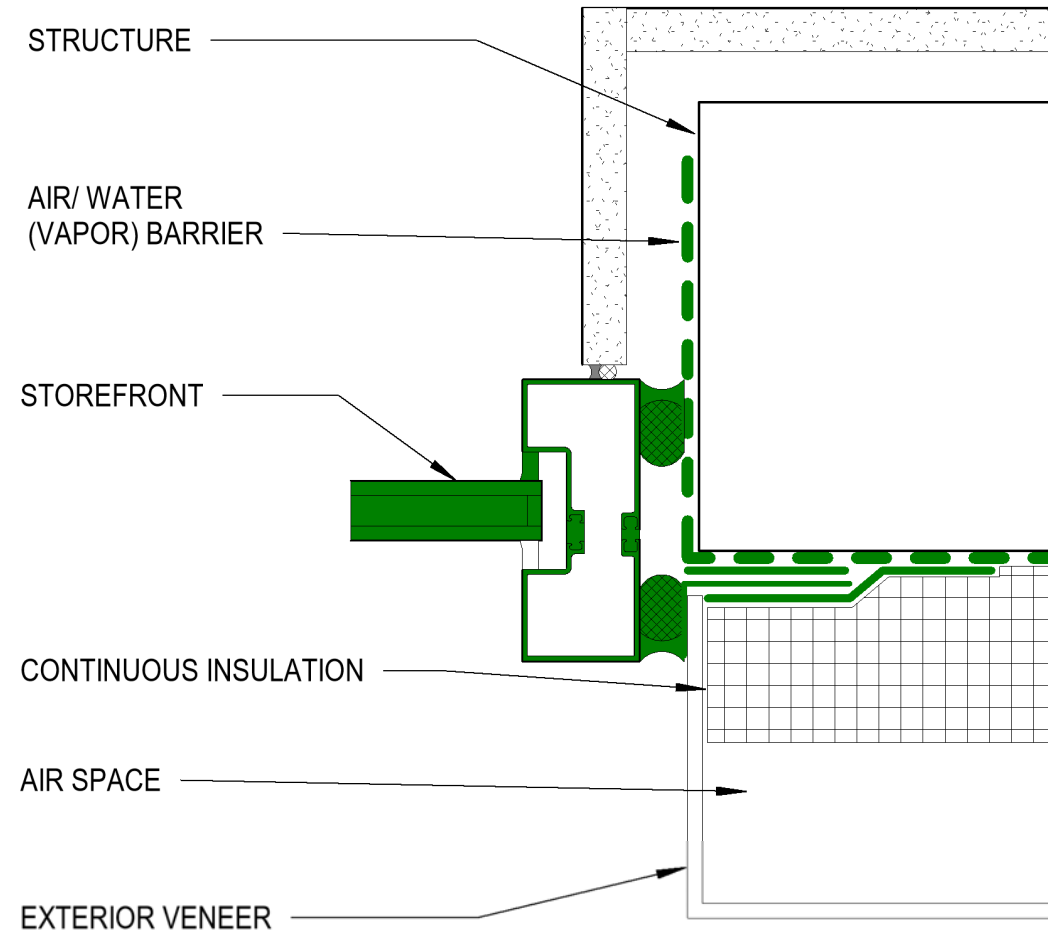 STRUCTURE
AIR/ WATER
(VAPOR) BARRIER
STOREFRONT
CONTINUOUS INSULATION
AIR SPACE
EXTERIOR VENEER